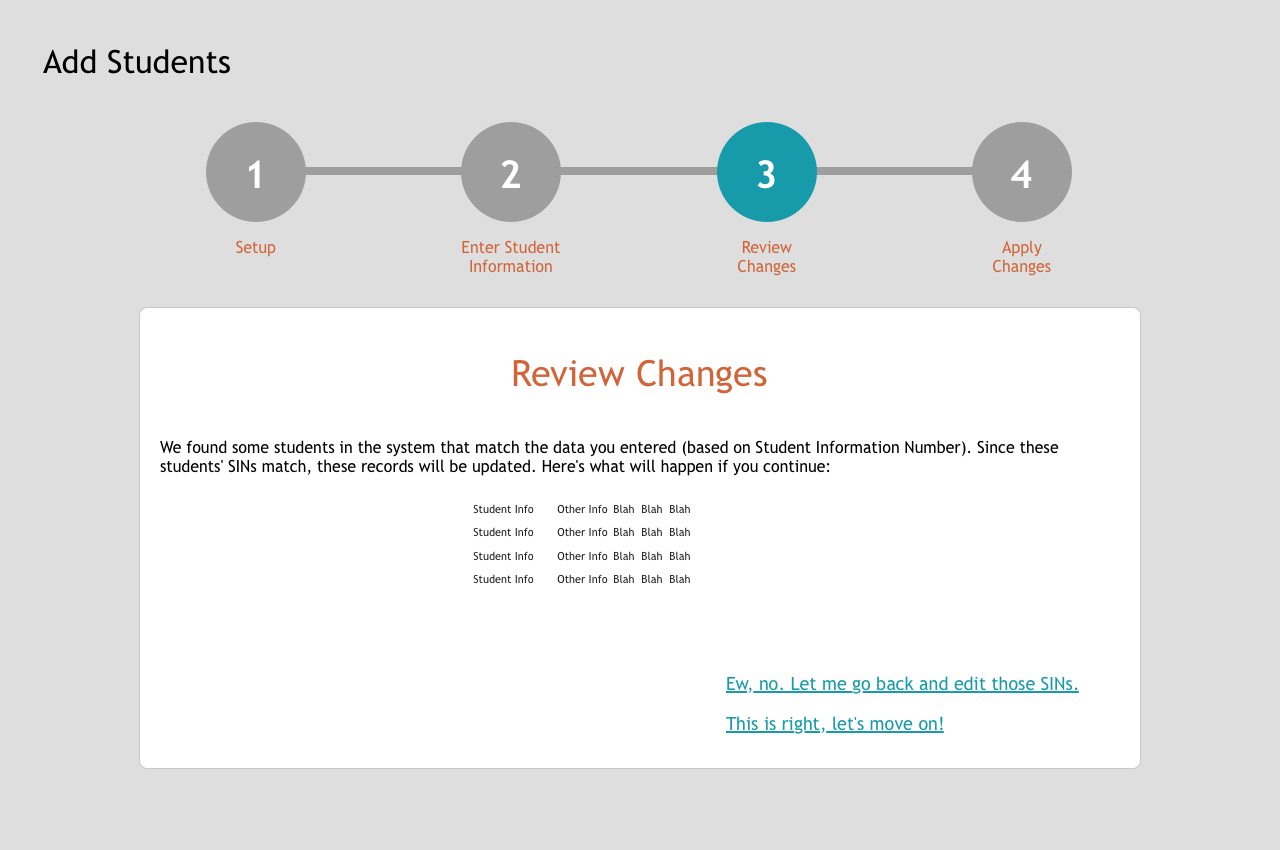 Add Students
1 2 3 4
Setup
Enter Student
Information
Review
Changes
Apply
Changes
Review Changes
We found some students in the system that match the data you entered (based on Student Information Number). Since these
students' SINs match, these records will be updated. Here's what will happen if you continue:
Student Info Other Info Blah Blah Blah
Student Info Other Info Blah Blah Blah
Student Info Other Info Blah Blah Blah
Student Info Other Info Blah Blah Blah
Ew, no. Let me go back and edit those SINs.
This is right, let's move on!